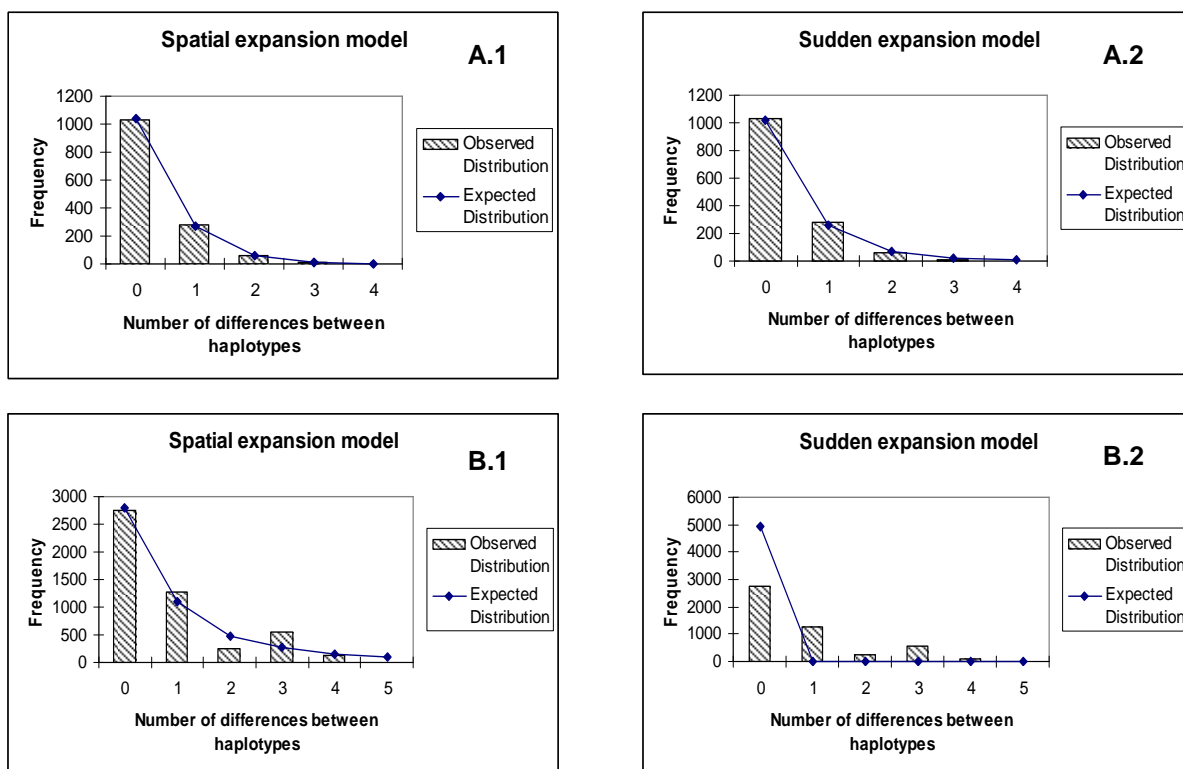 Spatial expansion model
A.1
1200
1000
800
600
400
200
0
Frequency
0 1 2 3 4
Number of differences between
haplotypes
Observed
Distribution
Expected
Distribution
Sudden expansion model
A.2
1200
1000
800
600
400
200
0
Frequency
0 1 2 3 4
Number of differences between
haplotypes
Observed
Distribution
Expected
Distribution
Spatial expansion model
B.1
3000
2500
2000
1500
1000
500
0
Frequency
0 1 2 3 4 5
Number of differences between
haplotypes
Observed
Distribution
Expected
Distribution
Sudden expansion model
B.2
6000
5000
4000
3000
2000
1000
0
Frequency
0 1 2 3 4 5
Number of differences between
haplotypes
Observed
Distribution
Expected
Distribution